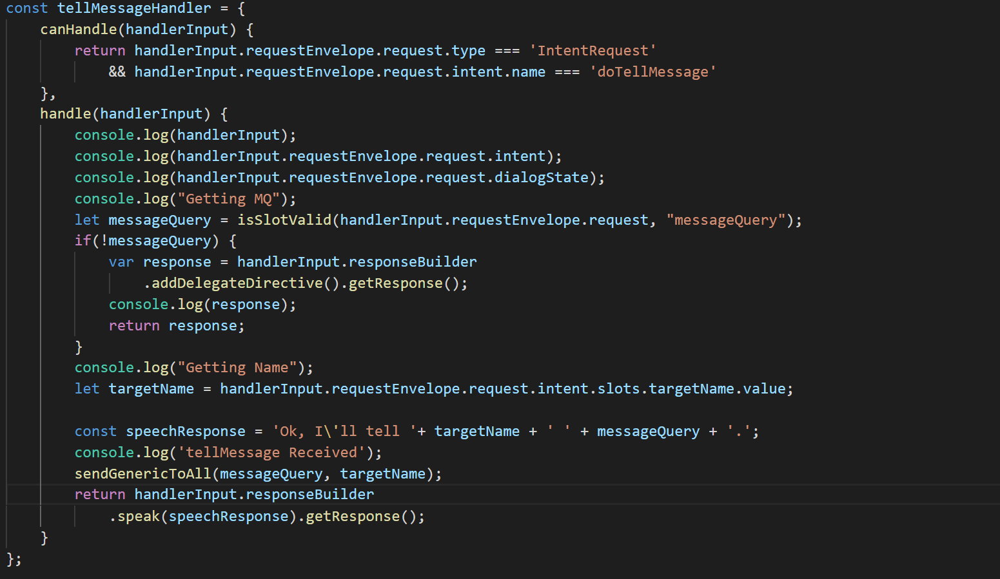 const tellMessageHandler = {
    canHandle(handlerInput) {
        return handlerInput.requestEnvelope.request.type === 'IntentRequest'
            && handlerInput.requestEnvelope.request.intent.name === 'doTellMessage'
    },
    handle(handlerInput) {
        console.log(handlerInput);
        console.log(handlerInput.requestEnvelope.request.intent);
        console.log(handlerInput.requestEnvelope.request.dialogState);
        console.log("Getting MQ");
        let messageQuery = isSlotValid(handlerInput.requestEnvelope.request, "messageQuery");
        if(!messageQuery) {
            var response = handlerInput.responseBuilder
                .addDelegateDirective().getResponse();
            console.log(response);
            return response;
        }
        console.log("Getting Name");
        let targetName = handlerInput.requestEnvelope.request.intent.slots.targetName.value;

        const speechResponse = 'Ok, I\'ll tell '+ targetName + ' ' + messageQuery + '.';
        console.log('tellMessage Received');
        sendGenericToAll(messageQuery, targetName);
        return handlerInput.responseBuilder
            .speak(speechResponse).getResponse();
    }
};